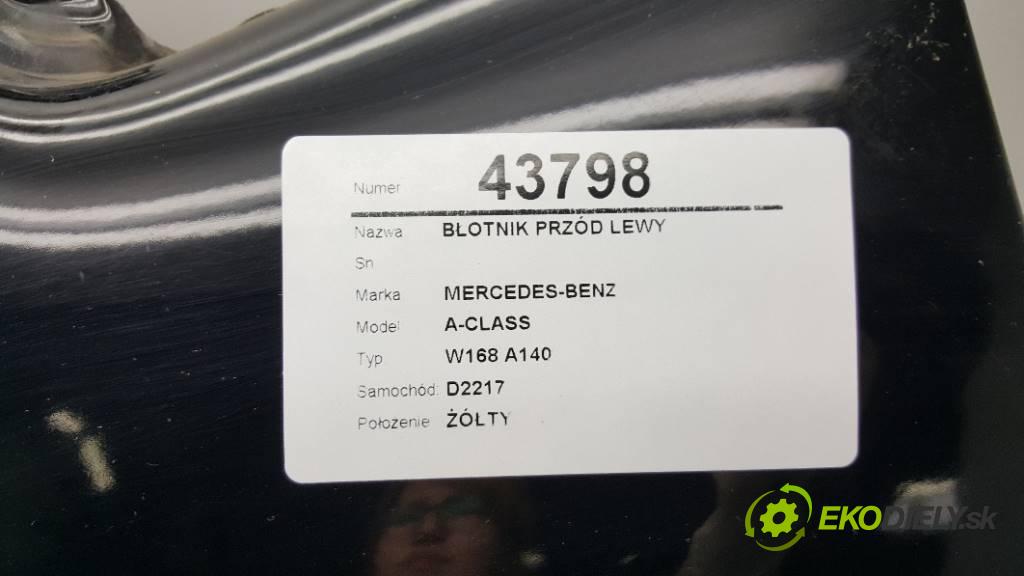 Numer 43798
Nazwa BŁOTNIK PRZÓD LEWY
Sn
Marka MERCEDES-BENZ
Model A-CLASS
Typ W168 A140
Samochód: D2217
Położenie ŻÓŁTY
EKODIELY.sk